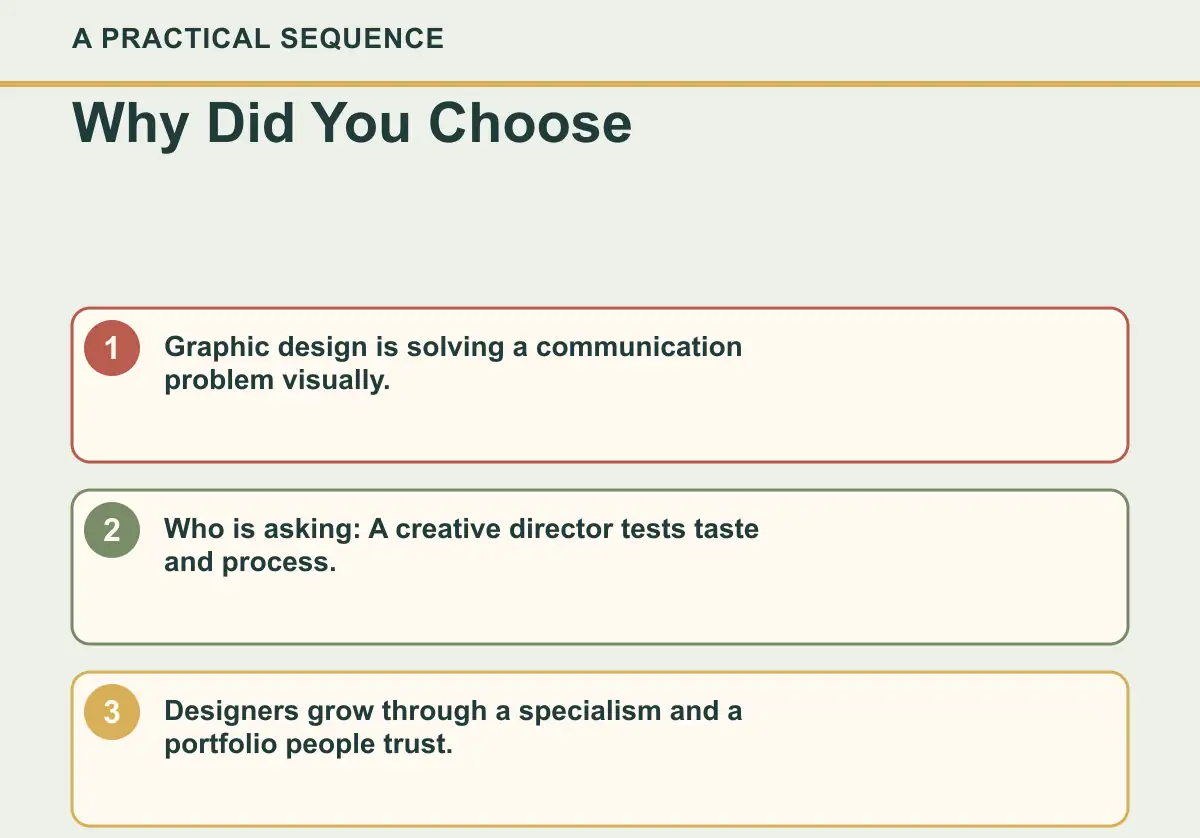 A PRACTICAL SEQUENCE
Why Did You Choose
1
Graphic design is solving a communication
problem visually.
2
Who is asking: A creative director tests taste
and process.
3
Designers grow through a specialism and a
portfolio people trust.